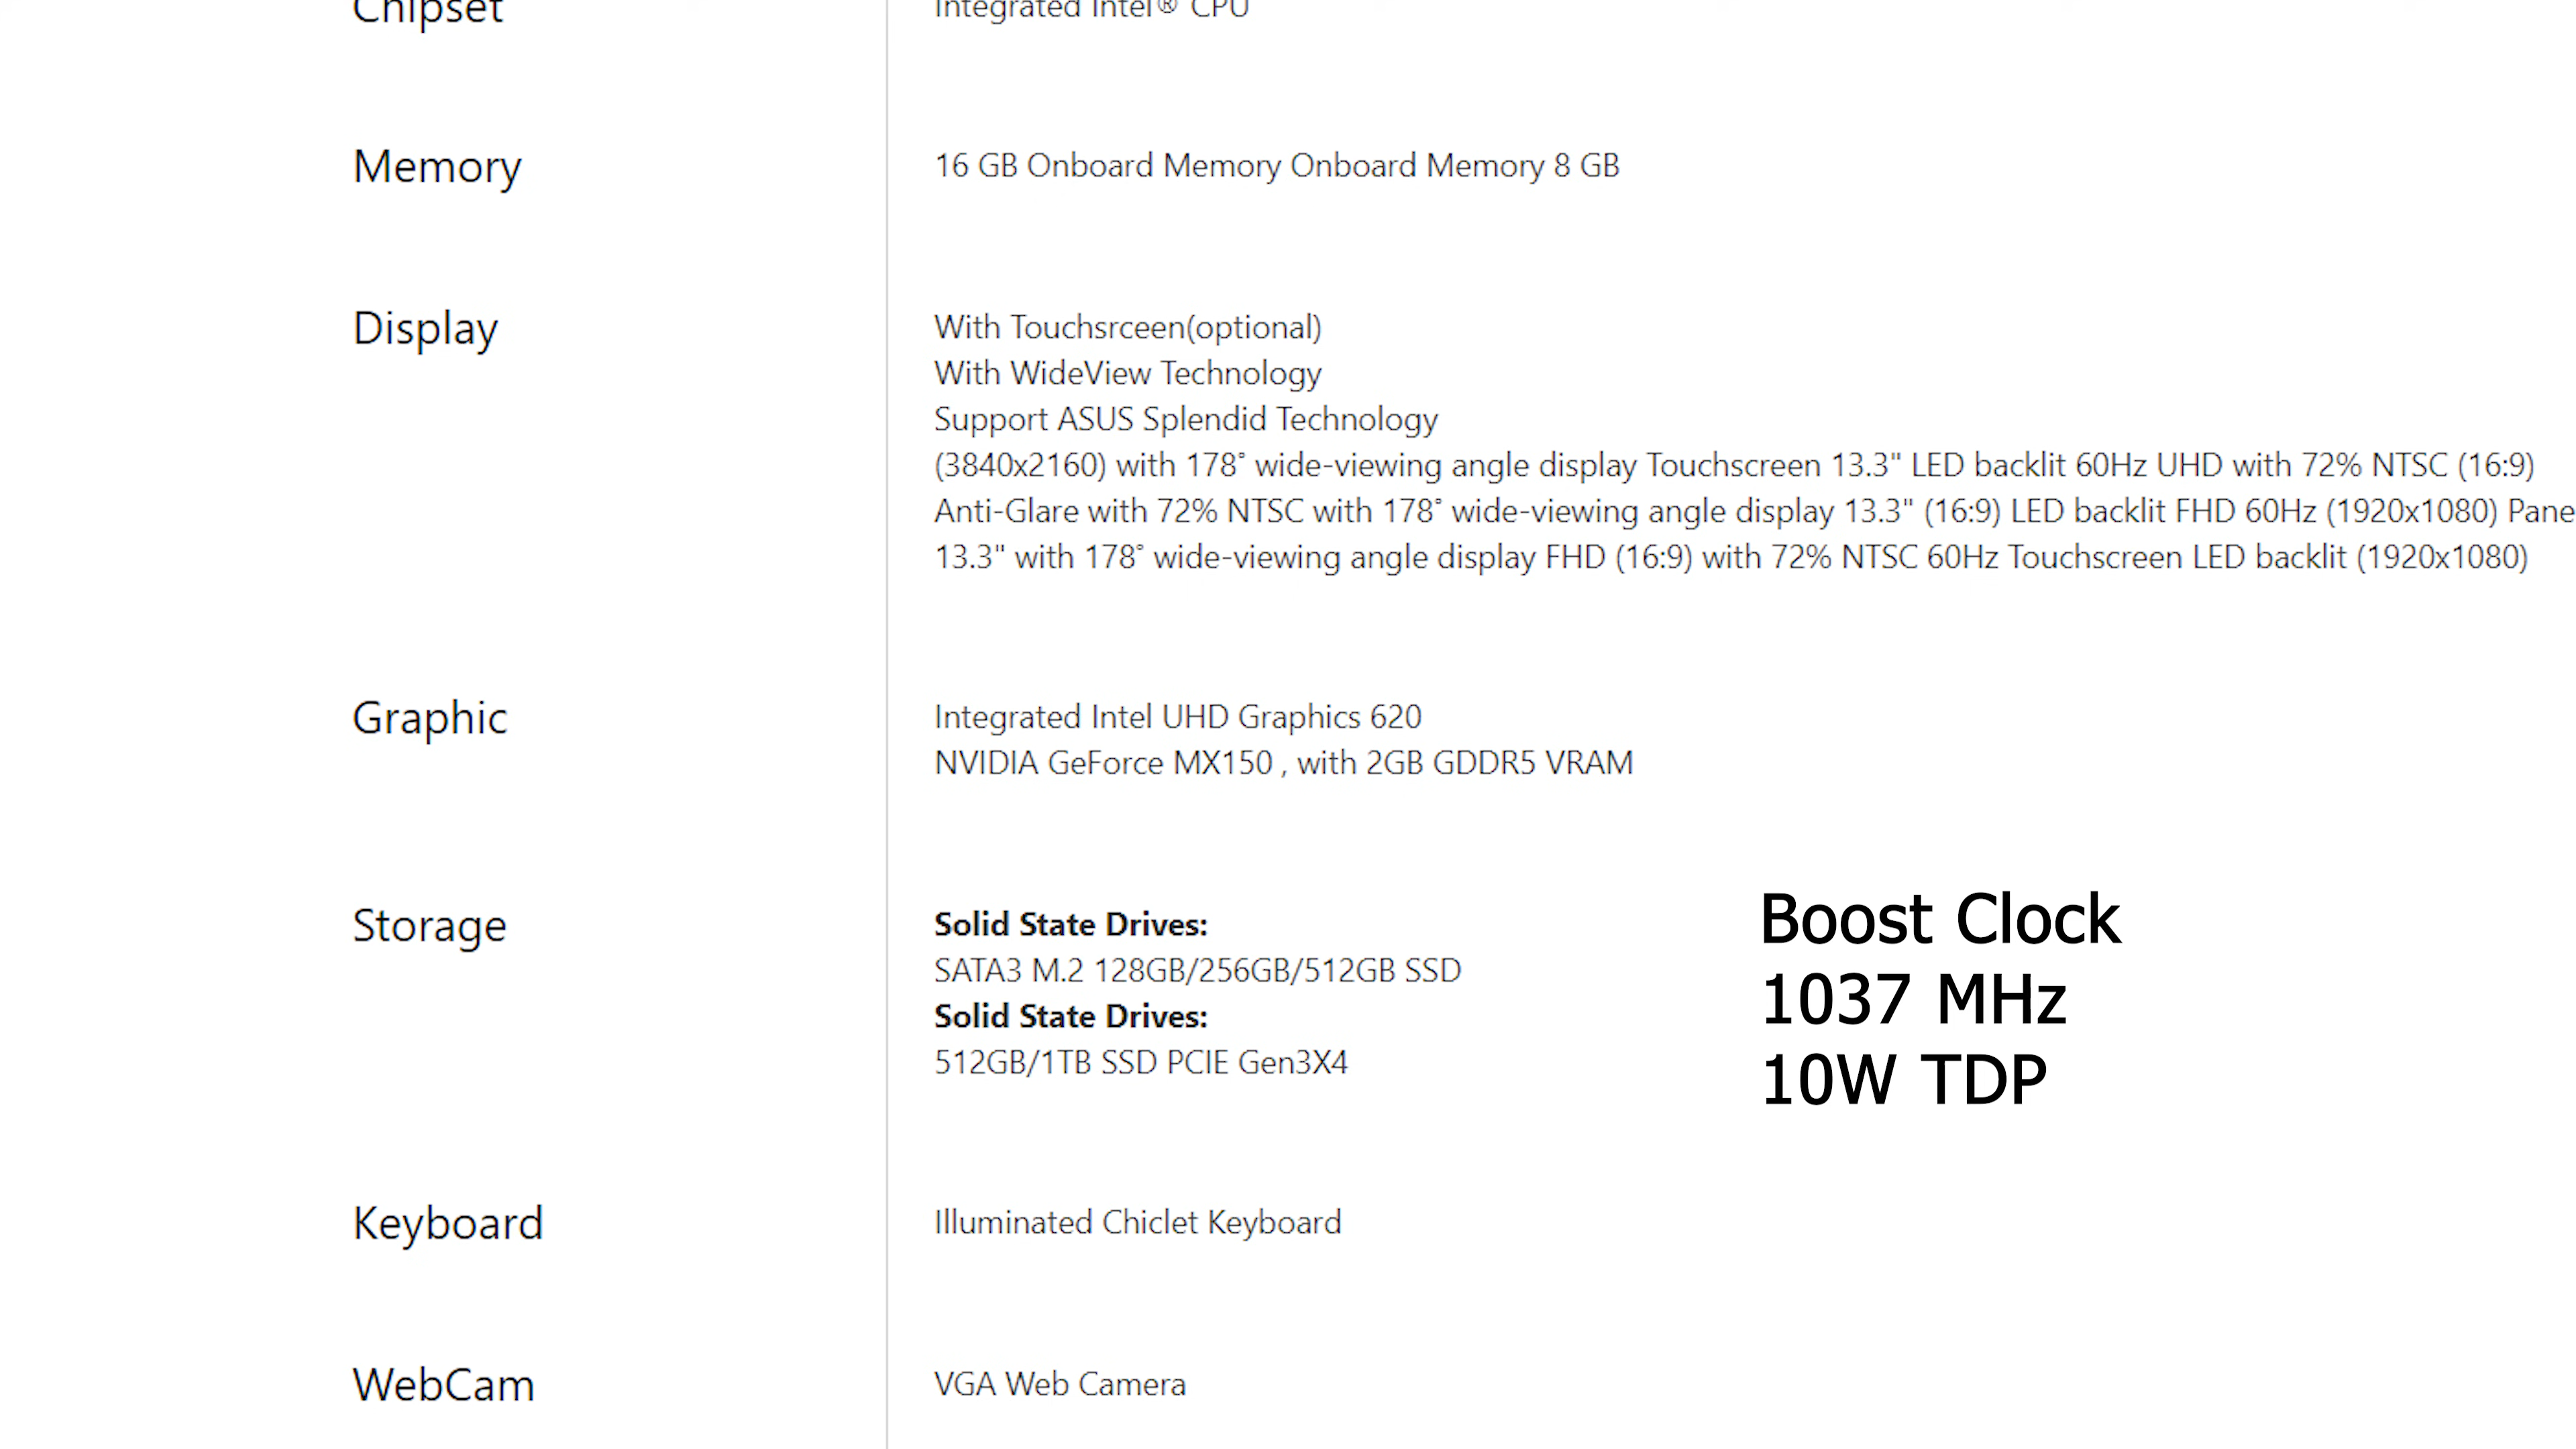 Chipset
Integrated Intel® CPU
Memory
16 GB Onboard Memory Onboard Memory 8 GB
Display
With Touchsrceen(optional)
With WideView Technology
Support ASUS Splendid Technology
(3840x2160) with 178° wide-viewing angle display Touchscreen 13.3" LED backlit 60Hz UHD with 72% NTSC (16:9)
Anti-Glare with 72% NTSC with 178° wide-viewing angle display 13.3" (16:9) LED backlit FHD 60Hz (1920x1080) Pane
13.3" with 178° wide-viewing angle display FHD (16:9) with 72% NTSC 60Hz Touchscreen LED backlit (1920x1080)
Graphic
Integrated Intel UHD Graphics 620
NVIDIA GeForce MX150 , with 2GB GDDR5 VRAM
Storage
Solid State Drives:
SATA3 M.2 128GB/256GB/512GB SSD
Solid State Drives:
512GB/1TB SSD PCIE Gen3X4
Boost Clock
1037 MHz
10W TDP
Keyboard
Illuminated Chiclet Keyboard
WebCam
VGA Web Camera